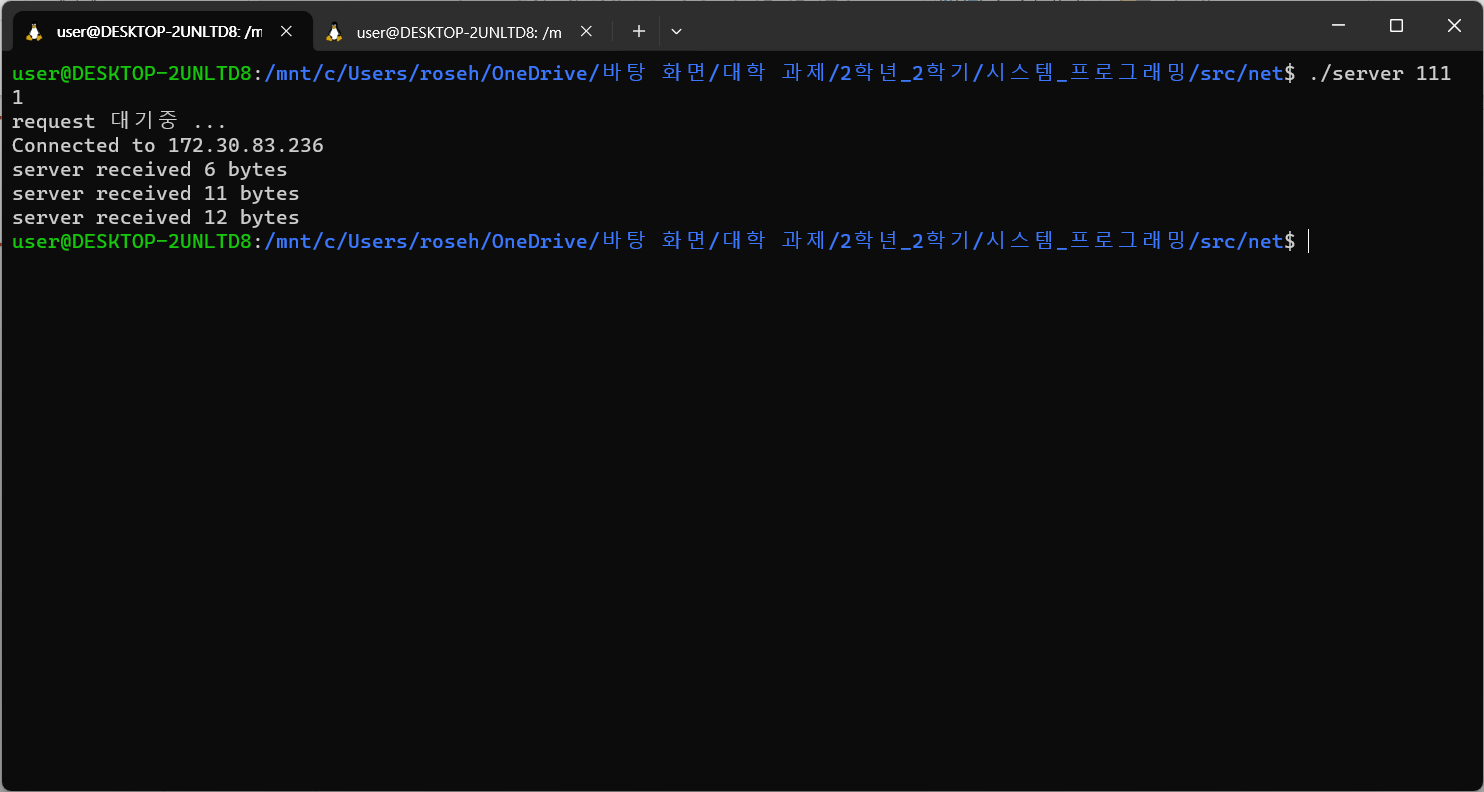 user@DESKTOP-2UNLTD8: /m
user@DESKTOP-2UNLTD8: /m
user@DESKTOP-2UNLTD8:/mnt/c/Users/roseh/OneDrive/바탕 화면/대학 과제/2학년_2학기/시스템_프로그래밍/src/net$ ./server 111
1
request 대기중 ...
Connected to 172.30.83.236
server received 6 bytes
server received 11 bytes
server received 12 bytes
user@DESKTOP-2UNLTD8:/mnt/c/Users/roseh/OneDrive/바탕 화면/대학 과제/2학년_2학기/시스템_프로그래밍/src/net$